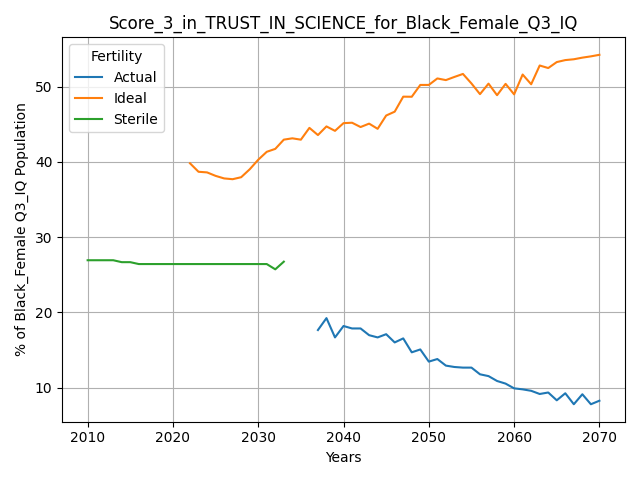 Score_3_in_TRUST_IN_SCIENCE_for_Black_Female_Q3_IQ
Fertility
Actual
Ideal
Sterile
% of Black_Female Q3_IQ Population
50
40
30
20
10
2010 2020 2030 2040 2050 2060 2070
Years